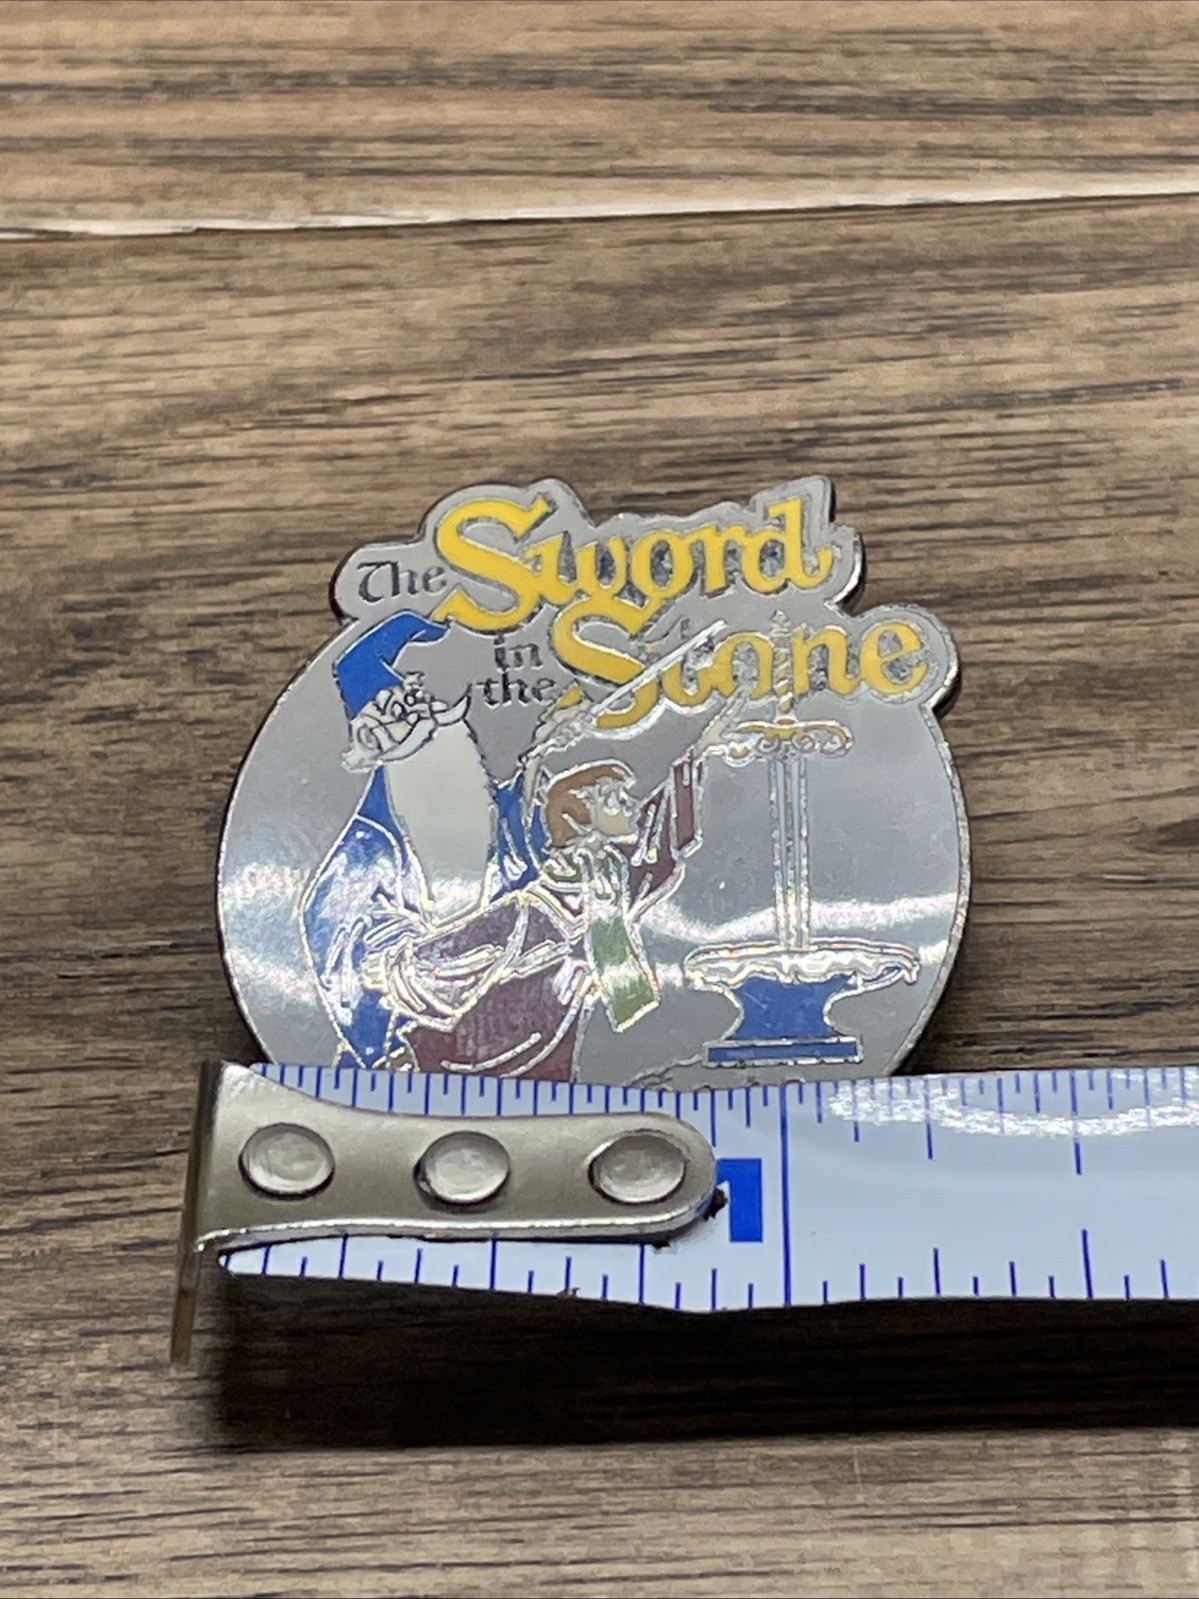 The Sword
in
the Stone
1